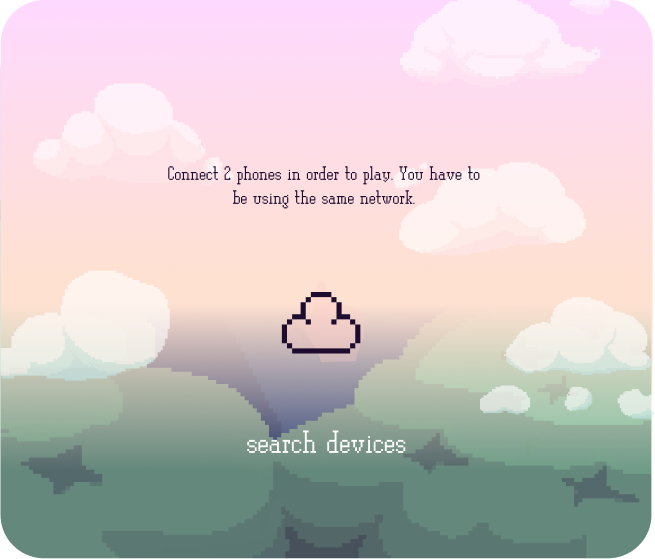 Connect 2 phones in order to play. You have to
be using the same network.
search devices